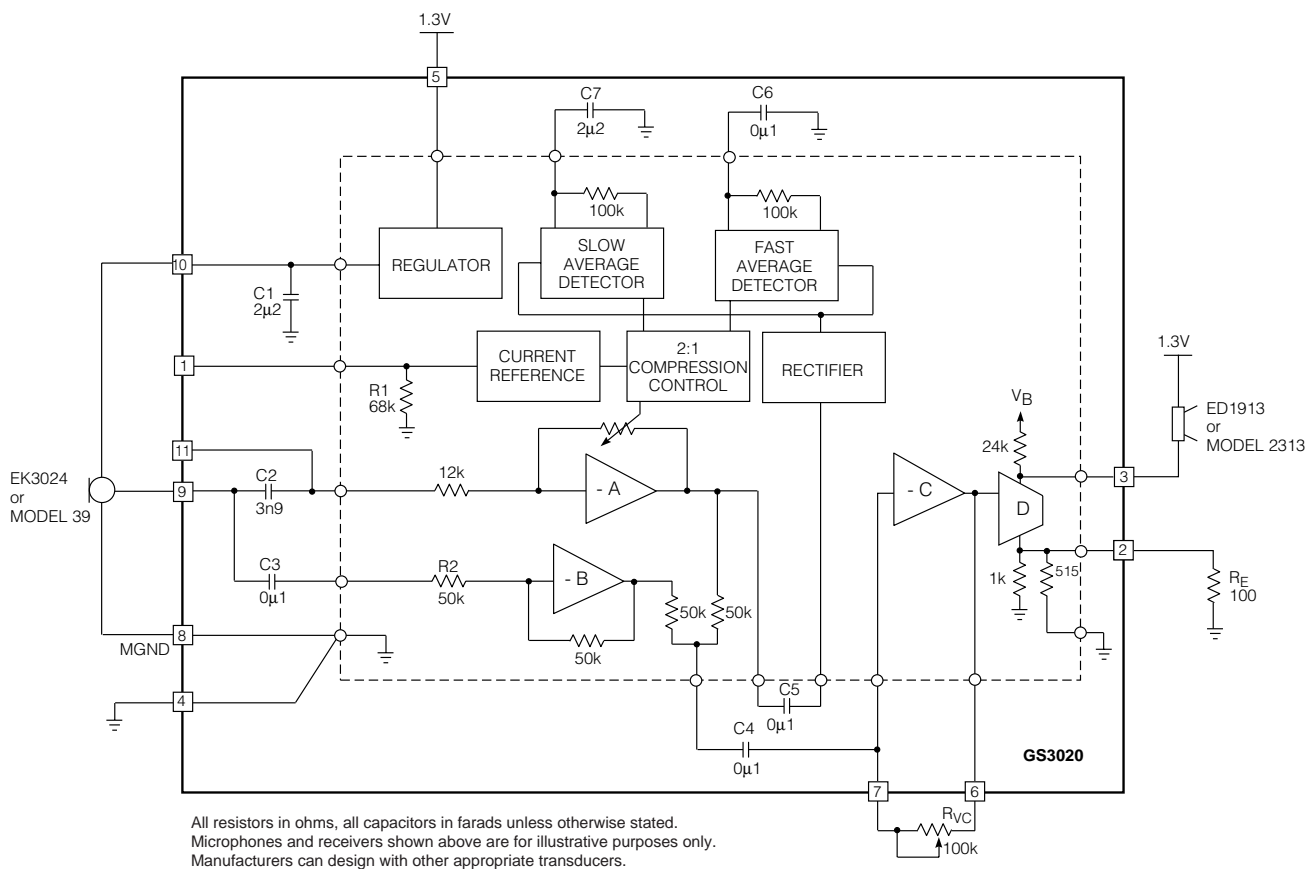 1.3V
5
C7
2µ2
C6
0µ1
100k
100k
REGULATOR
SLOW
AVERAGE
DETECTOR
FAST
AVERAGE
DETECTOR
10
C1
2µ2
1
R1
68k
CURRENT
REFERENCE
2:1
COMPRESSION
CONTROL
RECTIFIER
1.3V
VB
24k
ED1913
or
MODEL 2313
11
EK3024
or
MODEL 39
9
C2
3n9
12k
- A
- C
D
3
2
C3
0µ1
R2
50k
- B
50k
50k
50k
1k
515
RE
100
MGND
8
4
C5
0µ1
C4
0µ1
GS3020
7
6
RVC
100k
All resistors in ohms, all capacitors in farads unless otherwise stated.
Microphones and receivers shown above are for illustrative purposes only.
Manufacturers can design with other appropriate transducers.